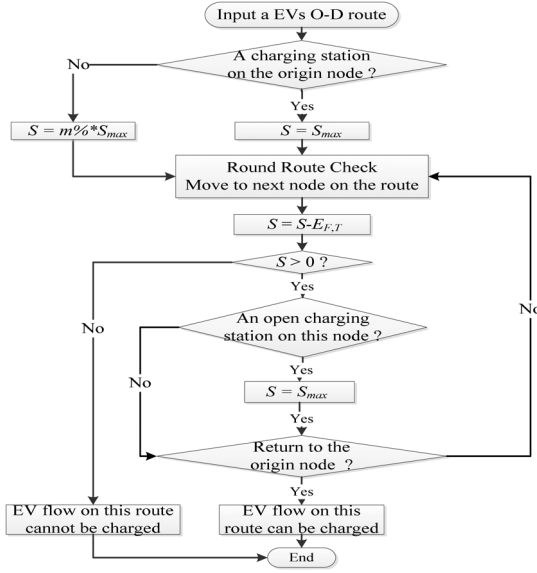 Input a EVs O-D route
A charging station
on the origin node ?
No
Yes
S = m%*Smax
S = Smax
Round Route Check
Move to next node on the route
S = S-EF,T
S > 0 ?
Yes
An open charging
station on this node ?
No
No
No
Yes
S = Smax
Yes
Return to the
origin node ?
Yes
EV flow on this route
cannot be charged
EV flow on this
route can be charged
End